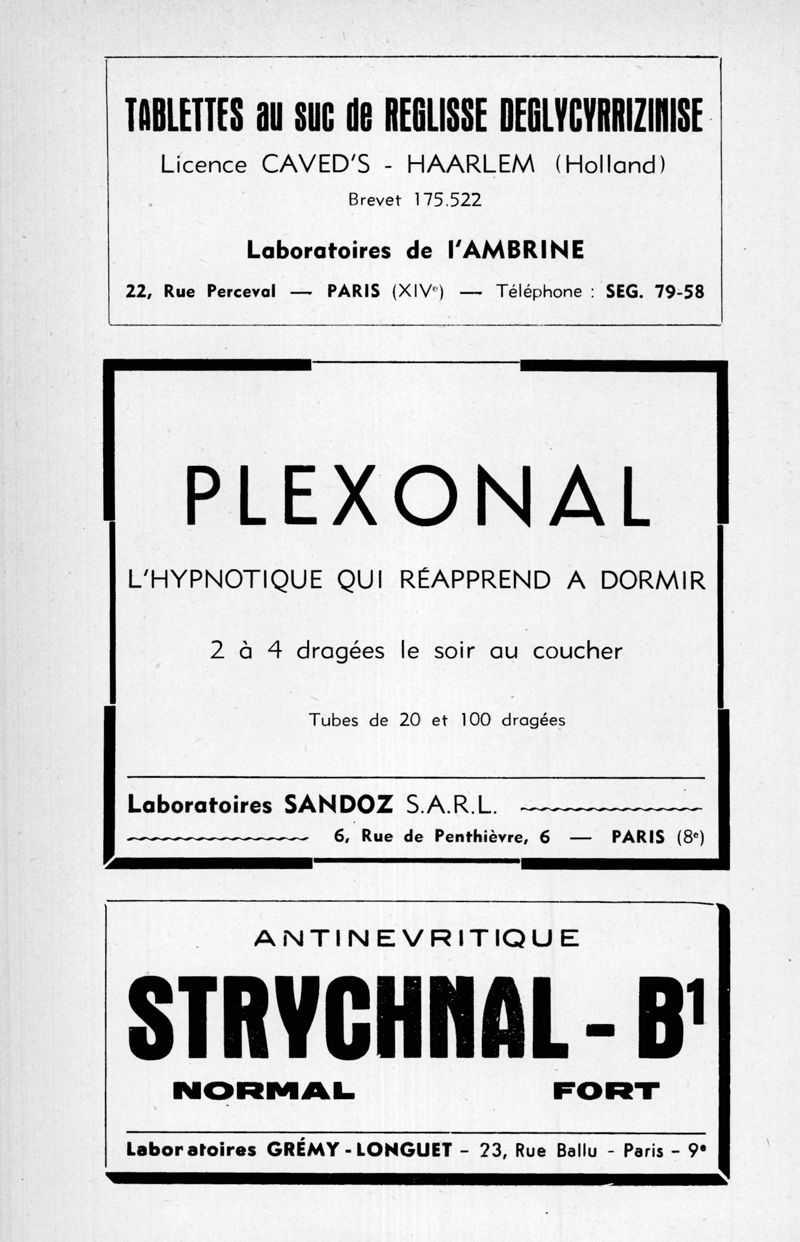 TABLETTES au suc de REGLISSE DEGLYCYRRIZINISE
Licence CAVED'S - HAARLEM (Holland)
Brevet 175.522
Laboratoires de l'AMBRINE
22, Rue Perceval — PARIS (XIVe) — Téléphone : SEG. 79-58
PLEXONAL
L'HYPNOTIQUE QUI RÉAPPREND A DORMIR
2 à 4 dragées le soir au coucher
Tubes de 20 et 100 dragées
Laboratoires SANDOZ S.A.R.L.
6, Rue de Penthièvre, 6 — PARIS (8e)
ANTINEVRITIQUE
STRYCHNAL - B1
NORMAL FORT
Laboratoires GRÉMY-LONGUET - 23, Rue Ballu - Paris - 9e